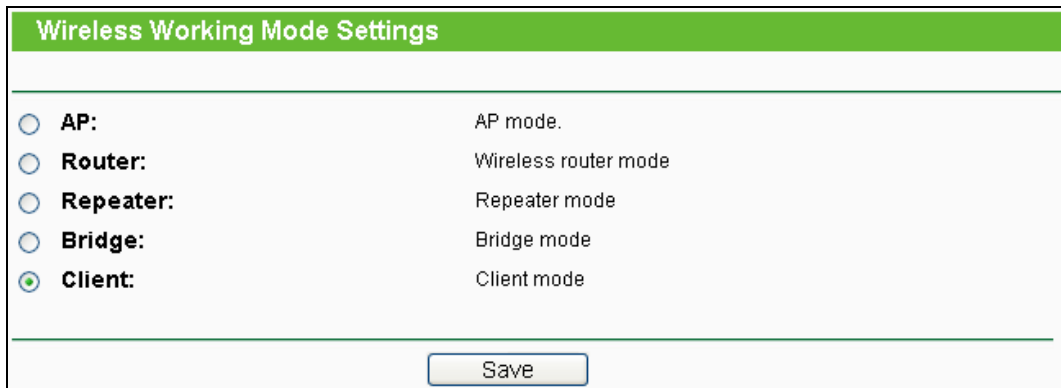 Wireless Working Mode Settings
AP: AP mode.
Router: Wireless router mode
Repeater: Repeater mode
Bridge: Bridge mode
Client: Client mode
Save